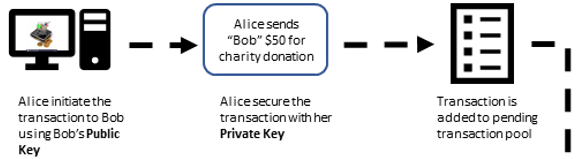 Alice sends
“Bob” $50 for
charity donation
Alice initiate the
transaction to Bob
using Bob’s Public
Key
Alice secure the
transaction with her
Private Key
Transaction is
added to pending
transaction pool